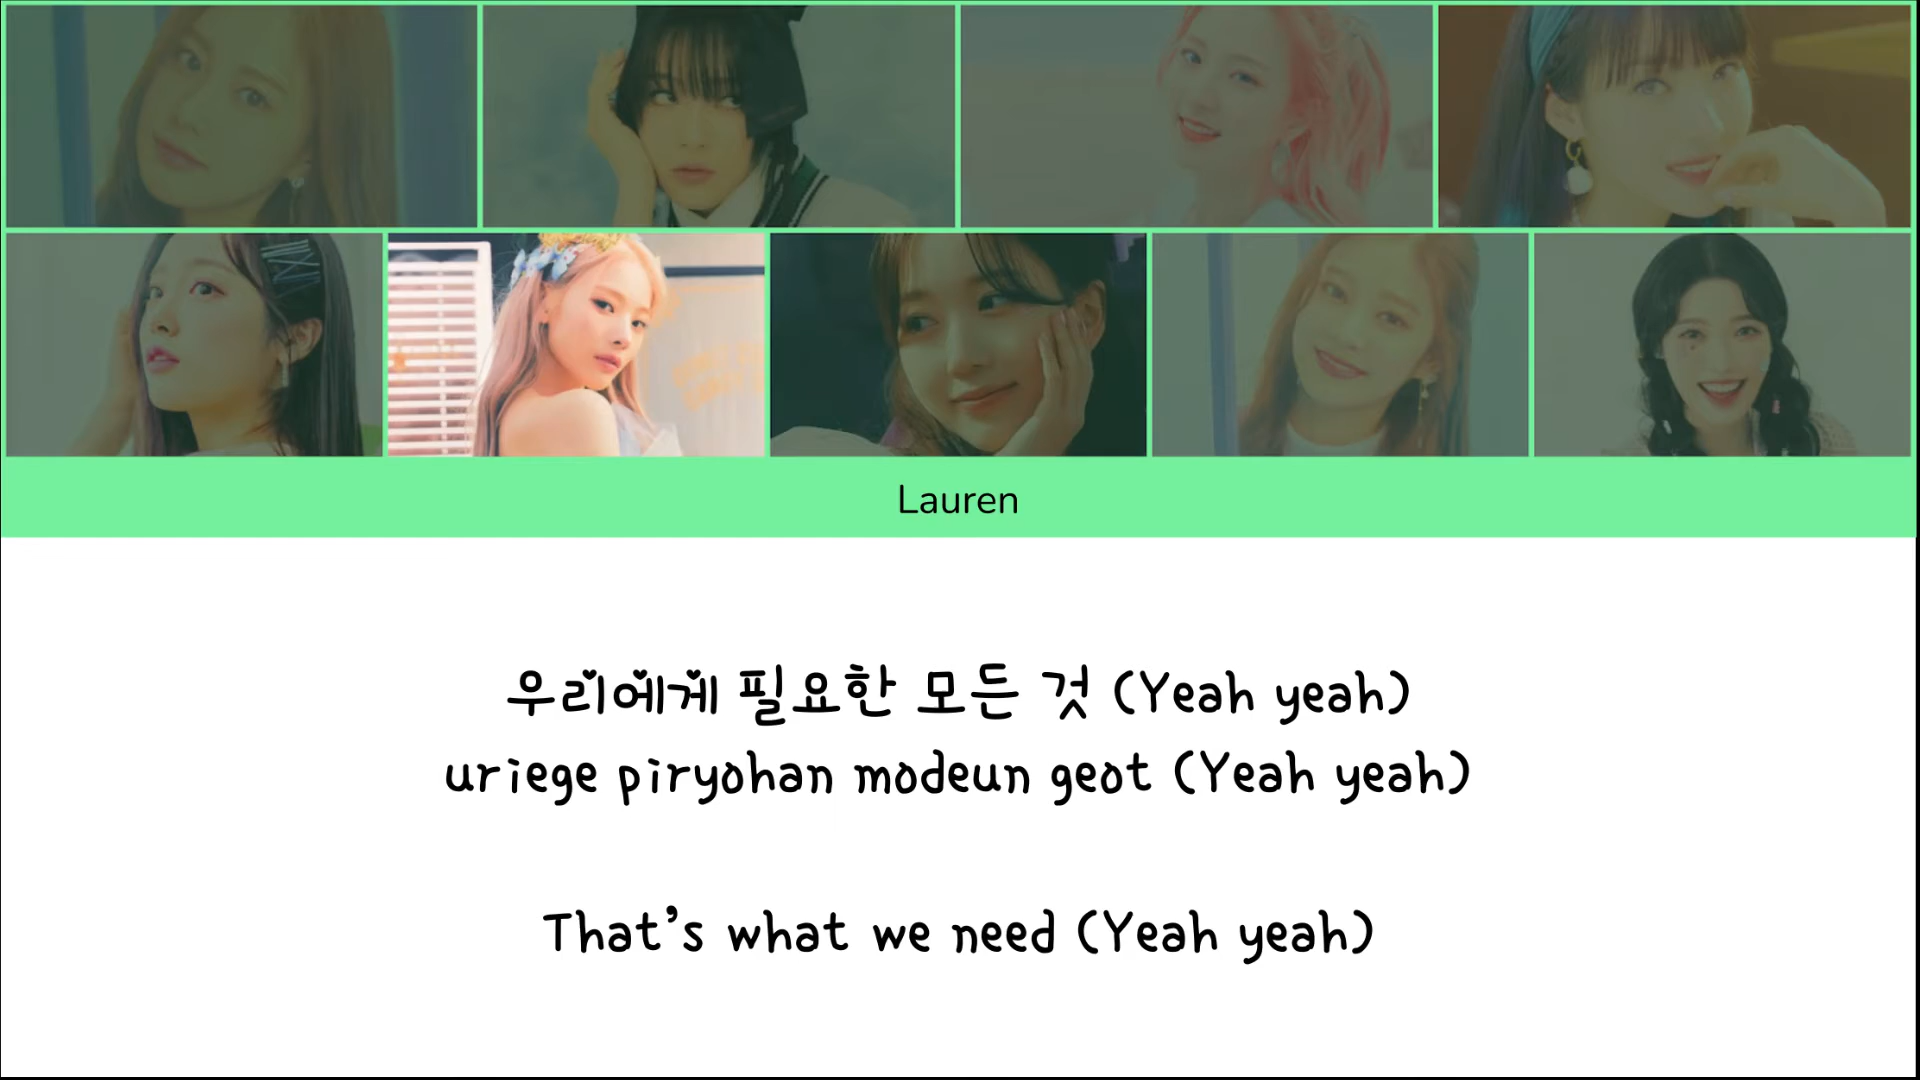 Lauren
우리에게 필요한 모든 것 (Yeah yeah)
uriege piryohan modeun geot (Yeah yeah)
That's what we need (Yeah yeah)